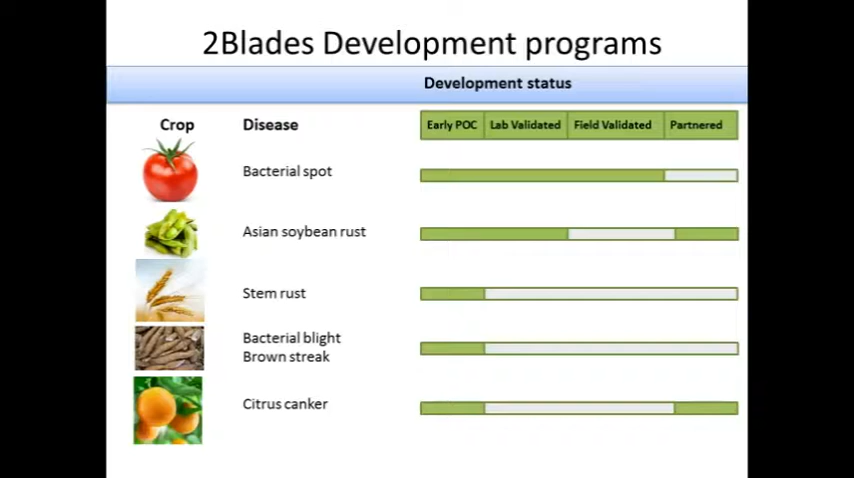 2Blades Development programs
Development status
Crop
Disease
Early POC
Lab Validated
Field Validated
Partnered
Bacterial spot
Asian soybean rust
Stem rust
Bacterial blight
Brown streak
Citrus canker